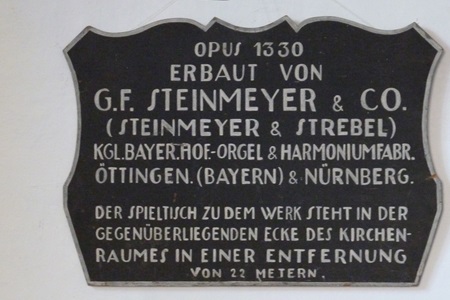 OPUS 1330
ERBAUT VON
G.F. STEINMEYER & CO.
(STEINMEYER & STREBEL)
KGL.BAYER.HOF-ORGEL & HARMONIUMFABR.
ÖTTINGEN.(BAYERN) & NÜRNBERG.
DER SPIELTISCH ZU DEM WERK STEHT IN DER
GEGENÜBERLIEGENDEN ECKE DES KIRCHEN-
RAUMES IN EINER ENTFERNUNG
VON 22 METERN.